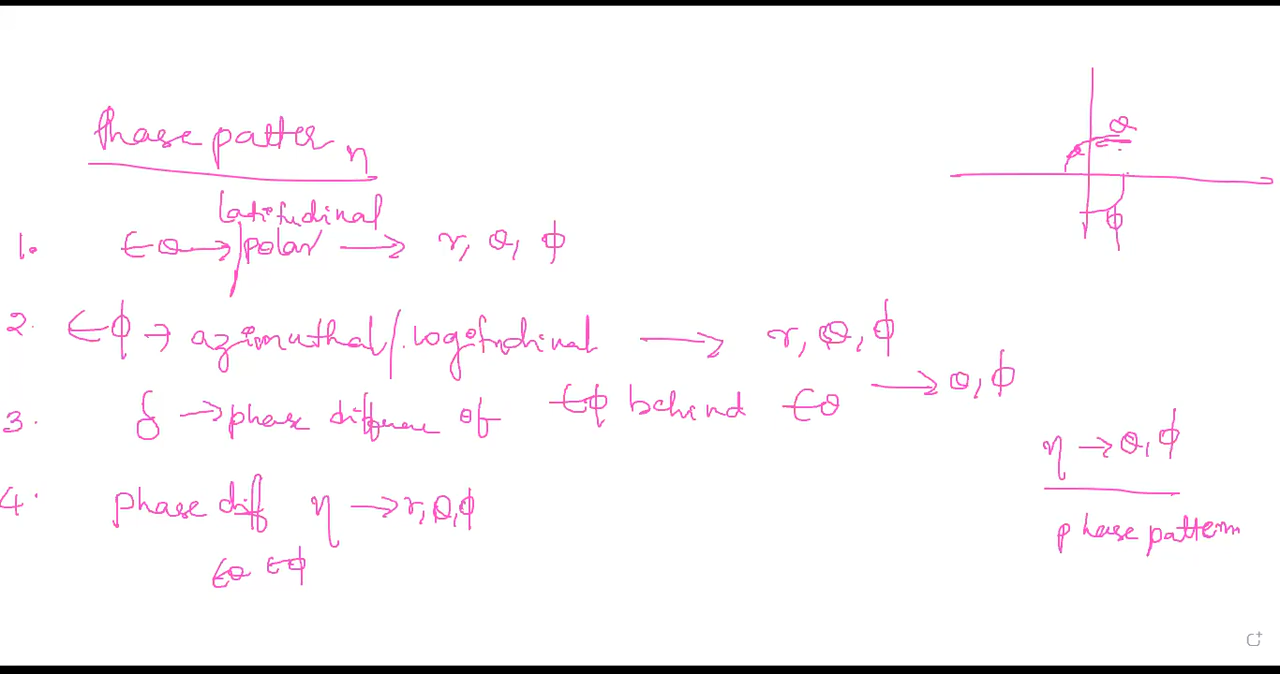 Phase pattern
latitudinal
1. Eθ → /polar → r, θ, ϕ
2. Eϕ → azimuthal/.logotudinal → r, θ, ϕ
3. δ → phase difference of Eϕ behind Eθ → θ, ϕ
4. phase diff η → r, θ, ϕ
Eθ Eϕ
θ
θ
ϕ
η → θ, ϕ
phase pattern